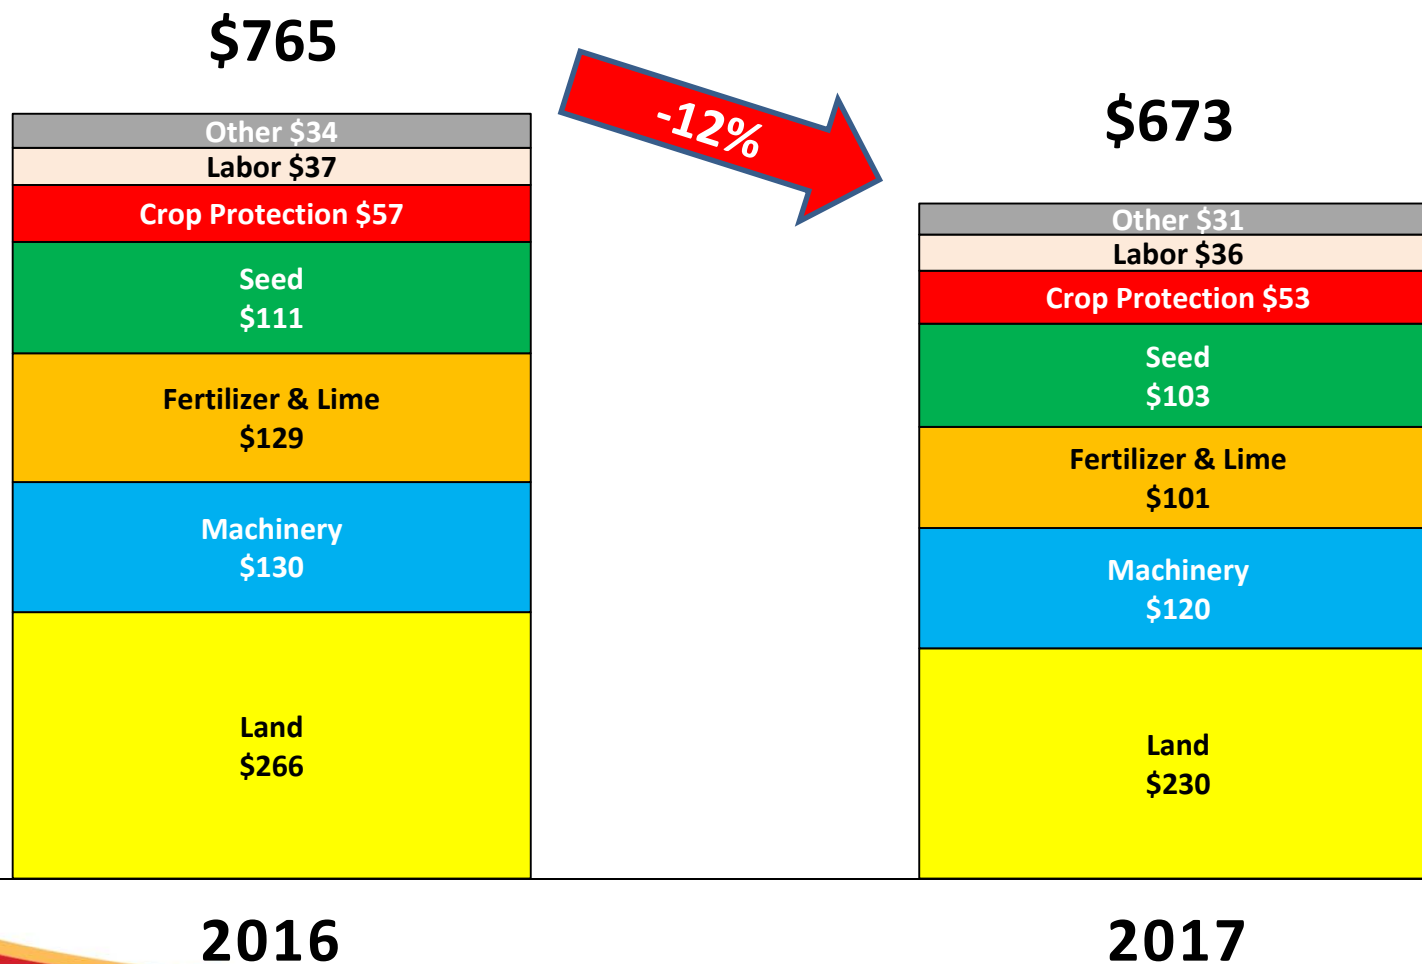 $765
-12%
$673
Other $34
Labor $37
Crop Protection $57
Seed
$111
Fertilizer & Lime
$129
Machinery
$130
Land
$266
Other $31
Labor $36
Crop Protection $53
Seed
$103
Fertilizer & Lime
$101
Machinery
$120
Land
$230
2016
2017